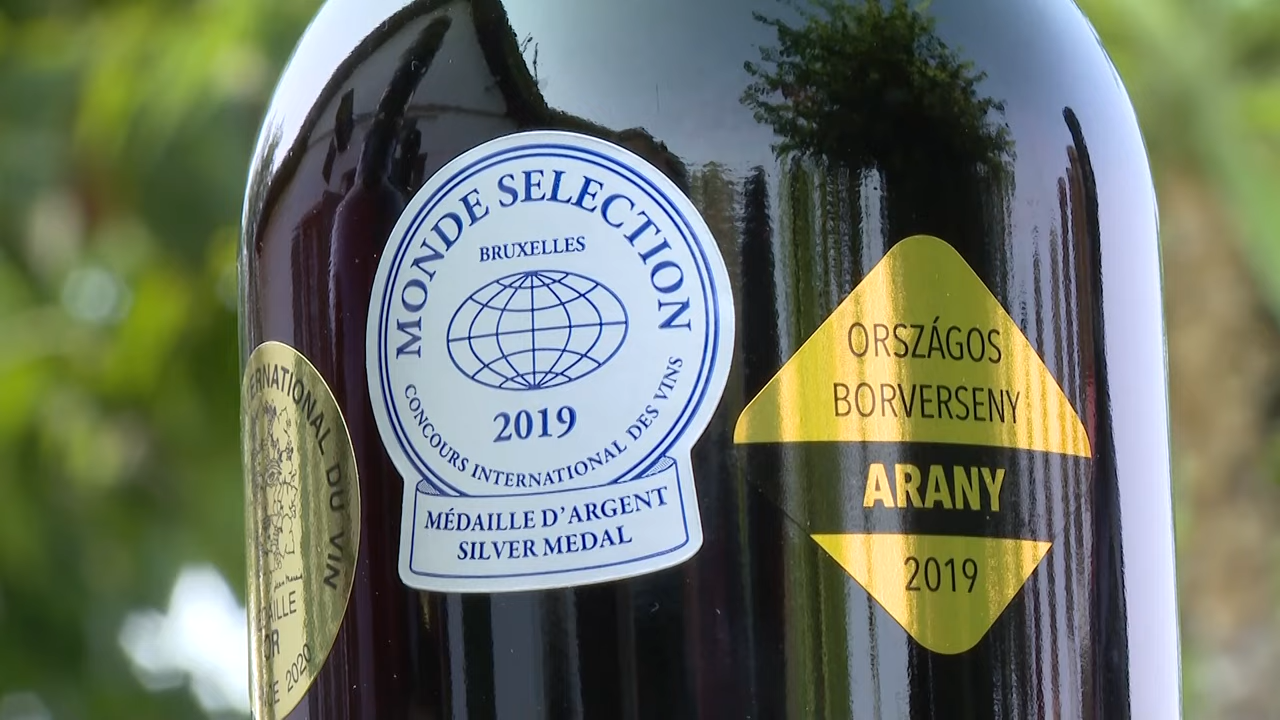 MONDE SELECTION
BRUXELLES
2019
CONCOURS INTERNATIONAL DES VINS
MÉDAILLE D'ARGENT
SILVER MEDAL
ORSZÁGOS
BORVERSENY
ARANY
2019
DU VIN
2020